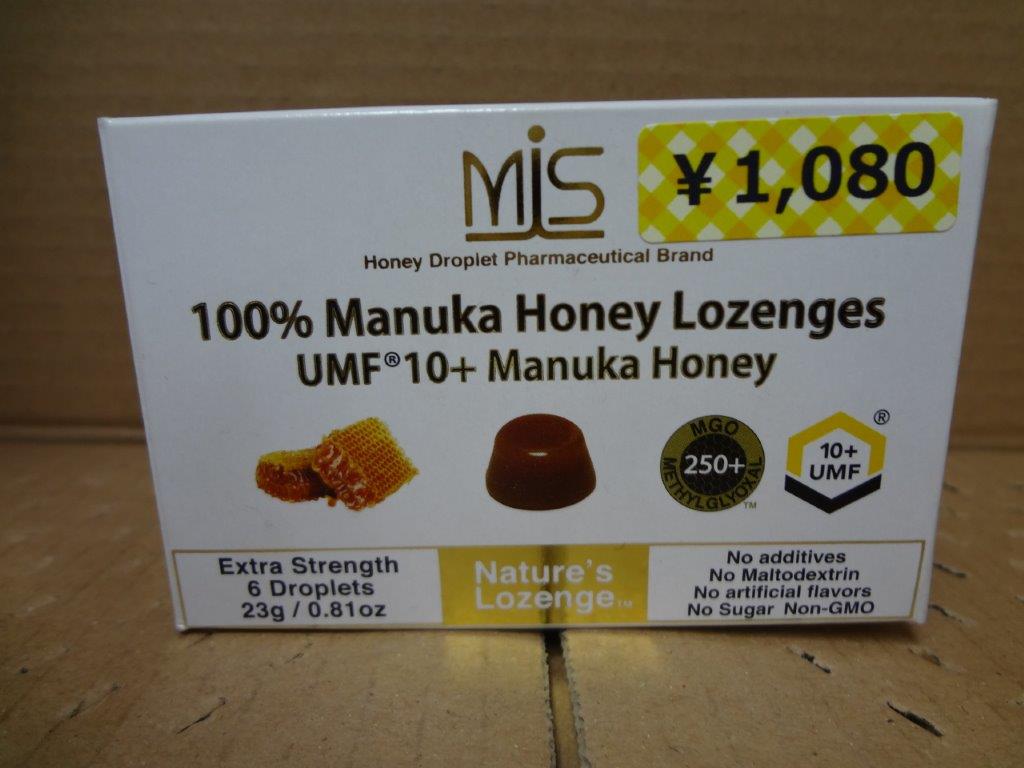 MJS
¥1,080
Honey Droplet Pharmaceutical Brand
100% Manuka Honey Lozenges
UMF®10+ Manuka Honey
MGO
250+
METHYLGLYOXAL
TM
10+
UMF
®
Extra Strength
6 Droplets
23g / 0.81oz
Nature's
Lozenge™
No additives
No Maltodextrin
No artificial flavors
No Sugar Non-GMO